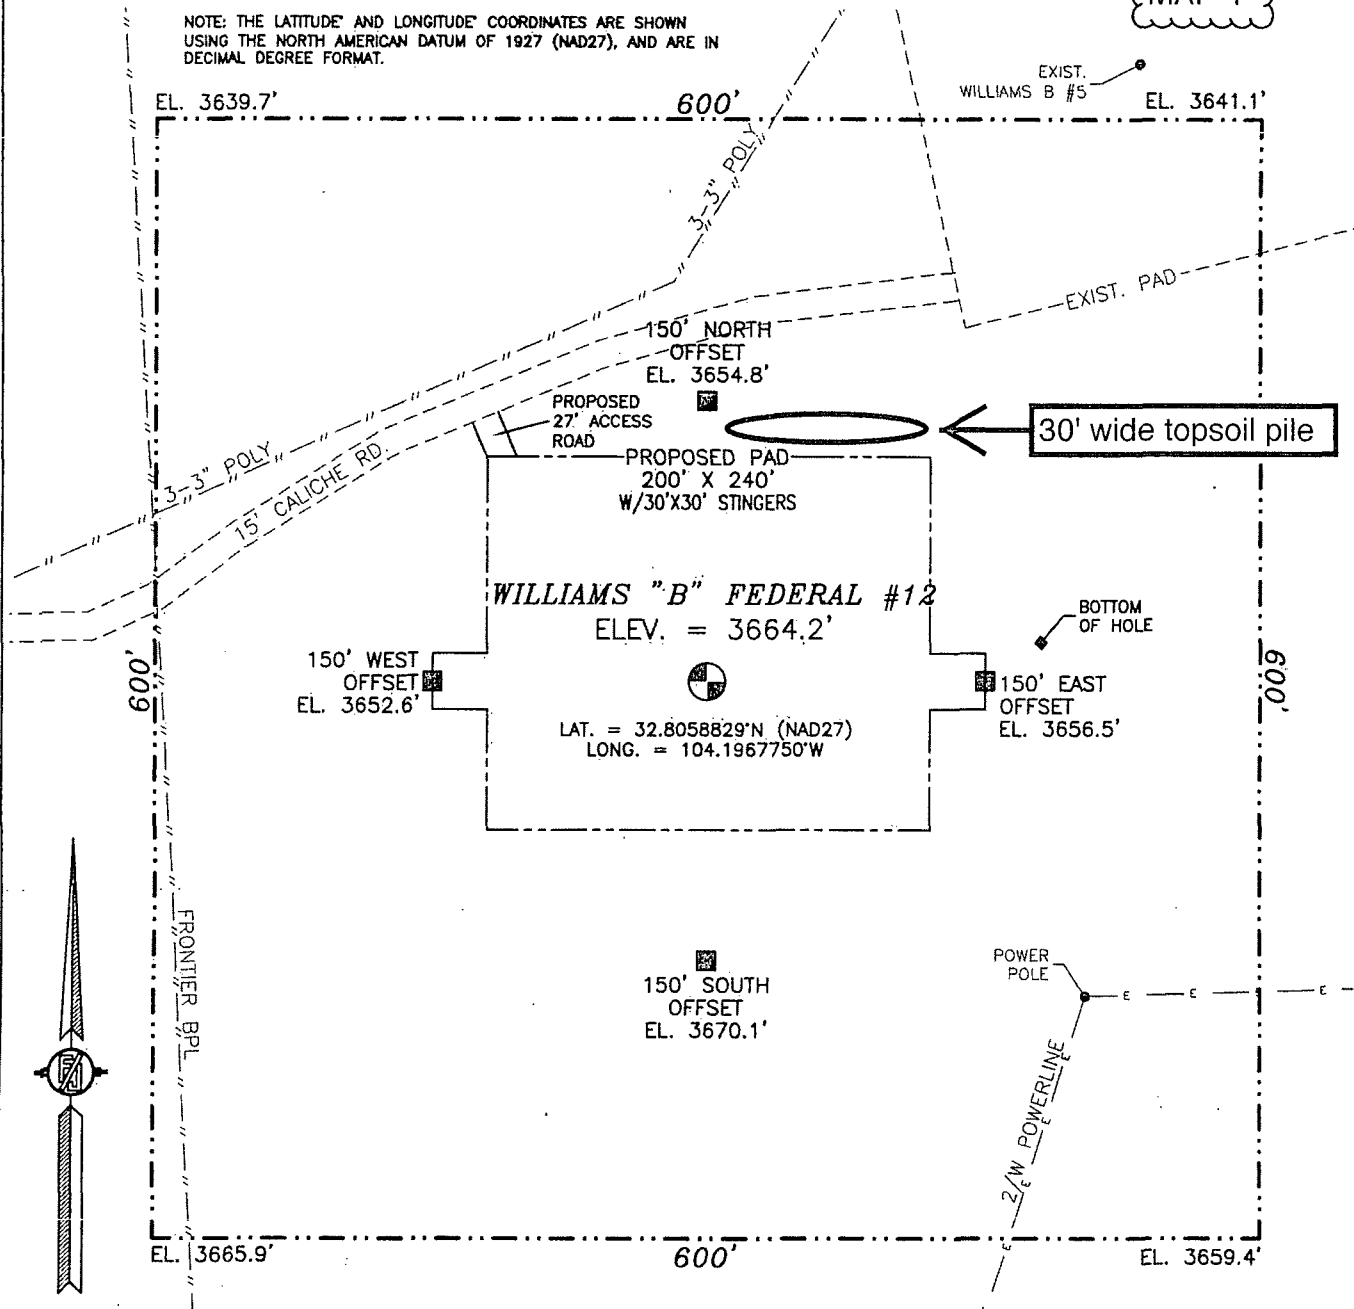 MAP
NOTE: THE LATITUDE AND LONGITUDE COORDINATES ARE SHOWN
USING THE NORTH AMERICAN DATUM OF 1927 (NAD27), AND ARE IN
DECIMAL DEGREE FORMAT.
EXIST.
WILLIAMS B #5
EL. 3639.7'
600'
EL. 3641.1'
3-3" POLY
EXIST. PAD
150' NORTH
OFFSET
EL. 3654.8'
PROPOSED
27' ACCESS
ROAD
30' wide topsoil pile
3-3" POLY
15' CALICHE RD.
PROPOSED PAD
200' X 240'
W/30'X30' STINGERS
WILLIAMS "B" FEDERAL #12
ELEV. = 3664.2'
BOTTOM
OF HOLE
600'
150' WEST
OFFSET
EL. 3652.6'
150' EAST
OFFSET
EL. 3656.5'
600'
LAT. = 32.8058829°N (NAD27)
LONG. = 104.1967750°W
FRONTIER BPL
150' SOUTH
OFFSET
EL. 3670.1'
POWER
POLE
E E E
E E E E
2/W POWERLINE
EL. 3665.9'
600'
EL. 3659.4'